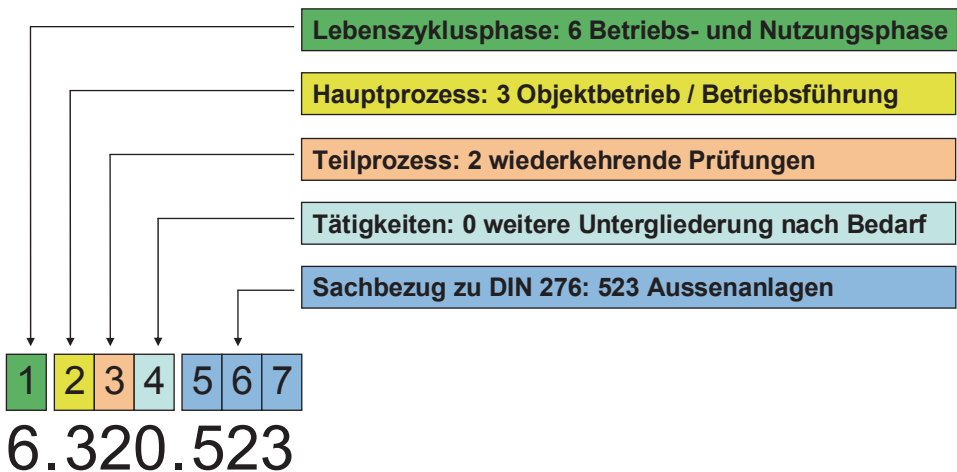 Lebenszyklusphase: 6 Betriebs- und Nutzungsphase
Hauptprozess: 3 Objektbetrieb / Betriebsführung
Teilprozess: 2 wiederkehrende Prüfungen
Tätigkeiten: 0 weitere Untergliederung nach Bedarf
Sachbezug zu DIN 276: 523 Aussenanlagen
1 2 3 4 5 6 7
6.320.523